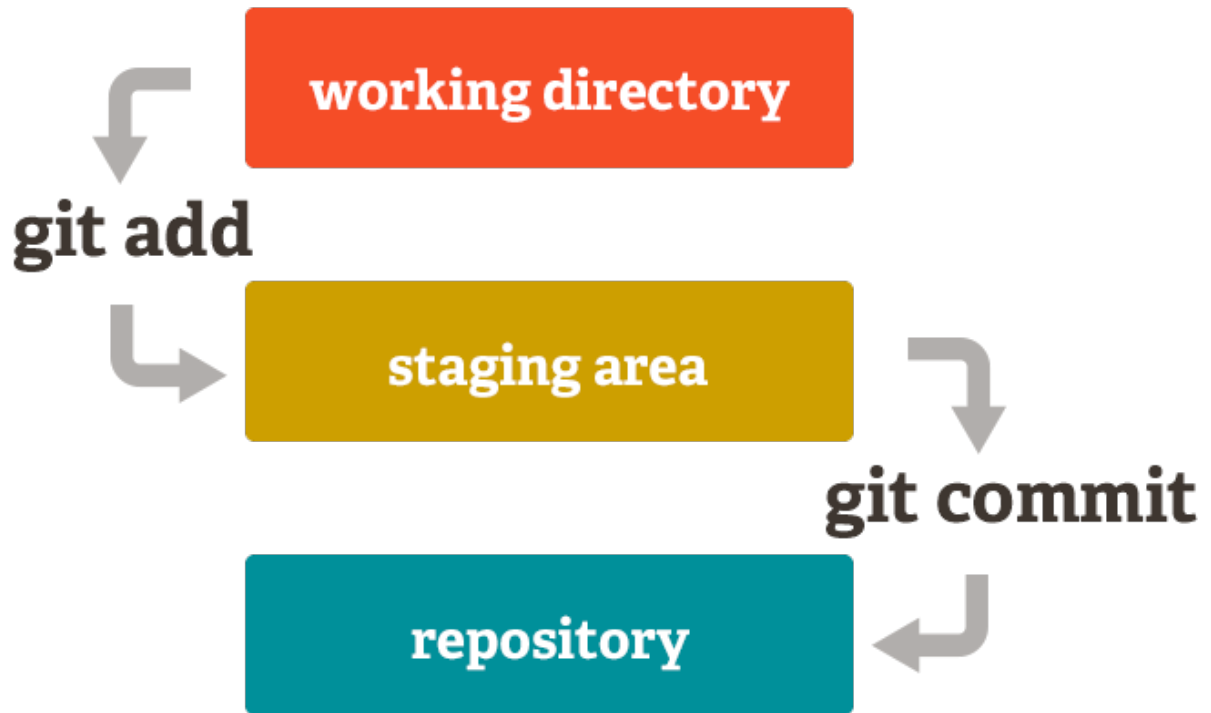 working directory
git add
staging area
git commit
repository